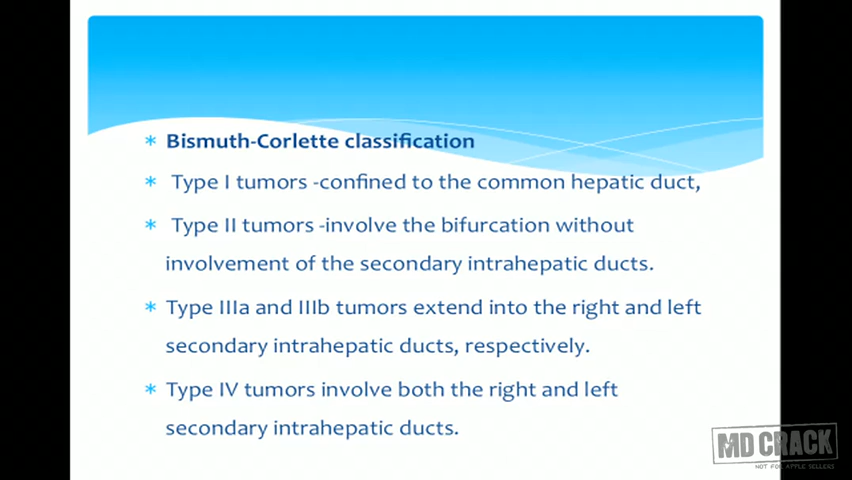 * Bismuth-Corlette classification
* Type I tumors -confined to the common hepatic duct,
* Type II tumors -involve the bifurcation without
involvement of the secondary intrahepatic ducts.
* Type IIIa and IIIb tumors extend into the right and left
secondary intrahepatic ducts, respectively.
* Type IV tumors involve both the right and left
secondary intrahepatic ducts.
MD CRACK
NOT FOR APPLE SELLERS